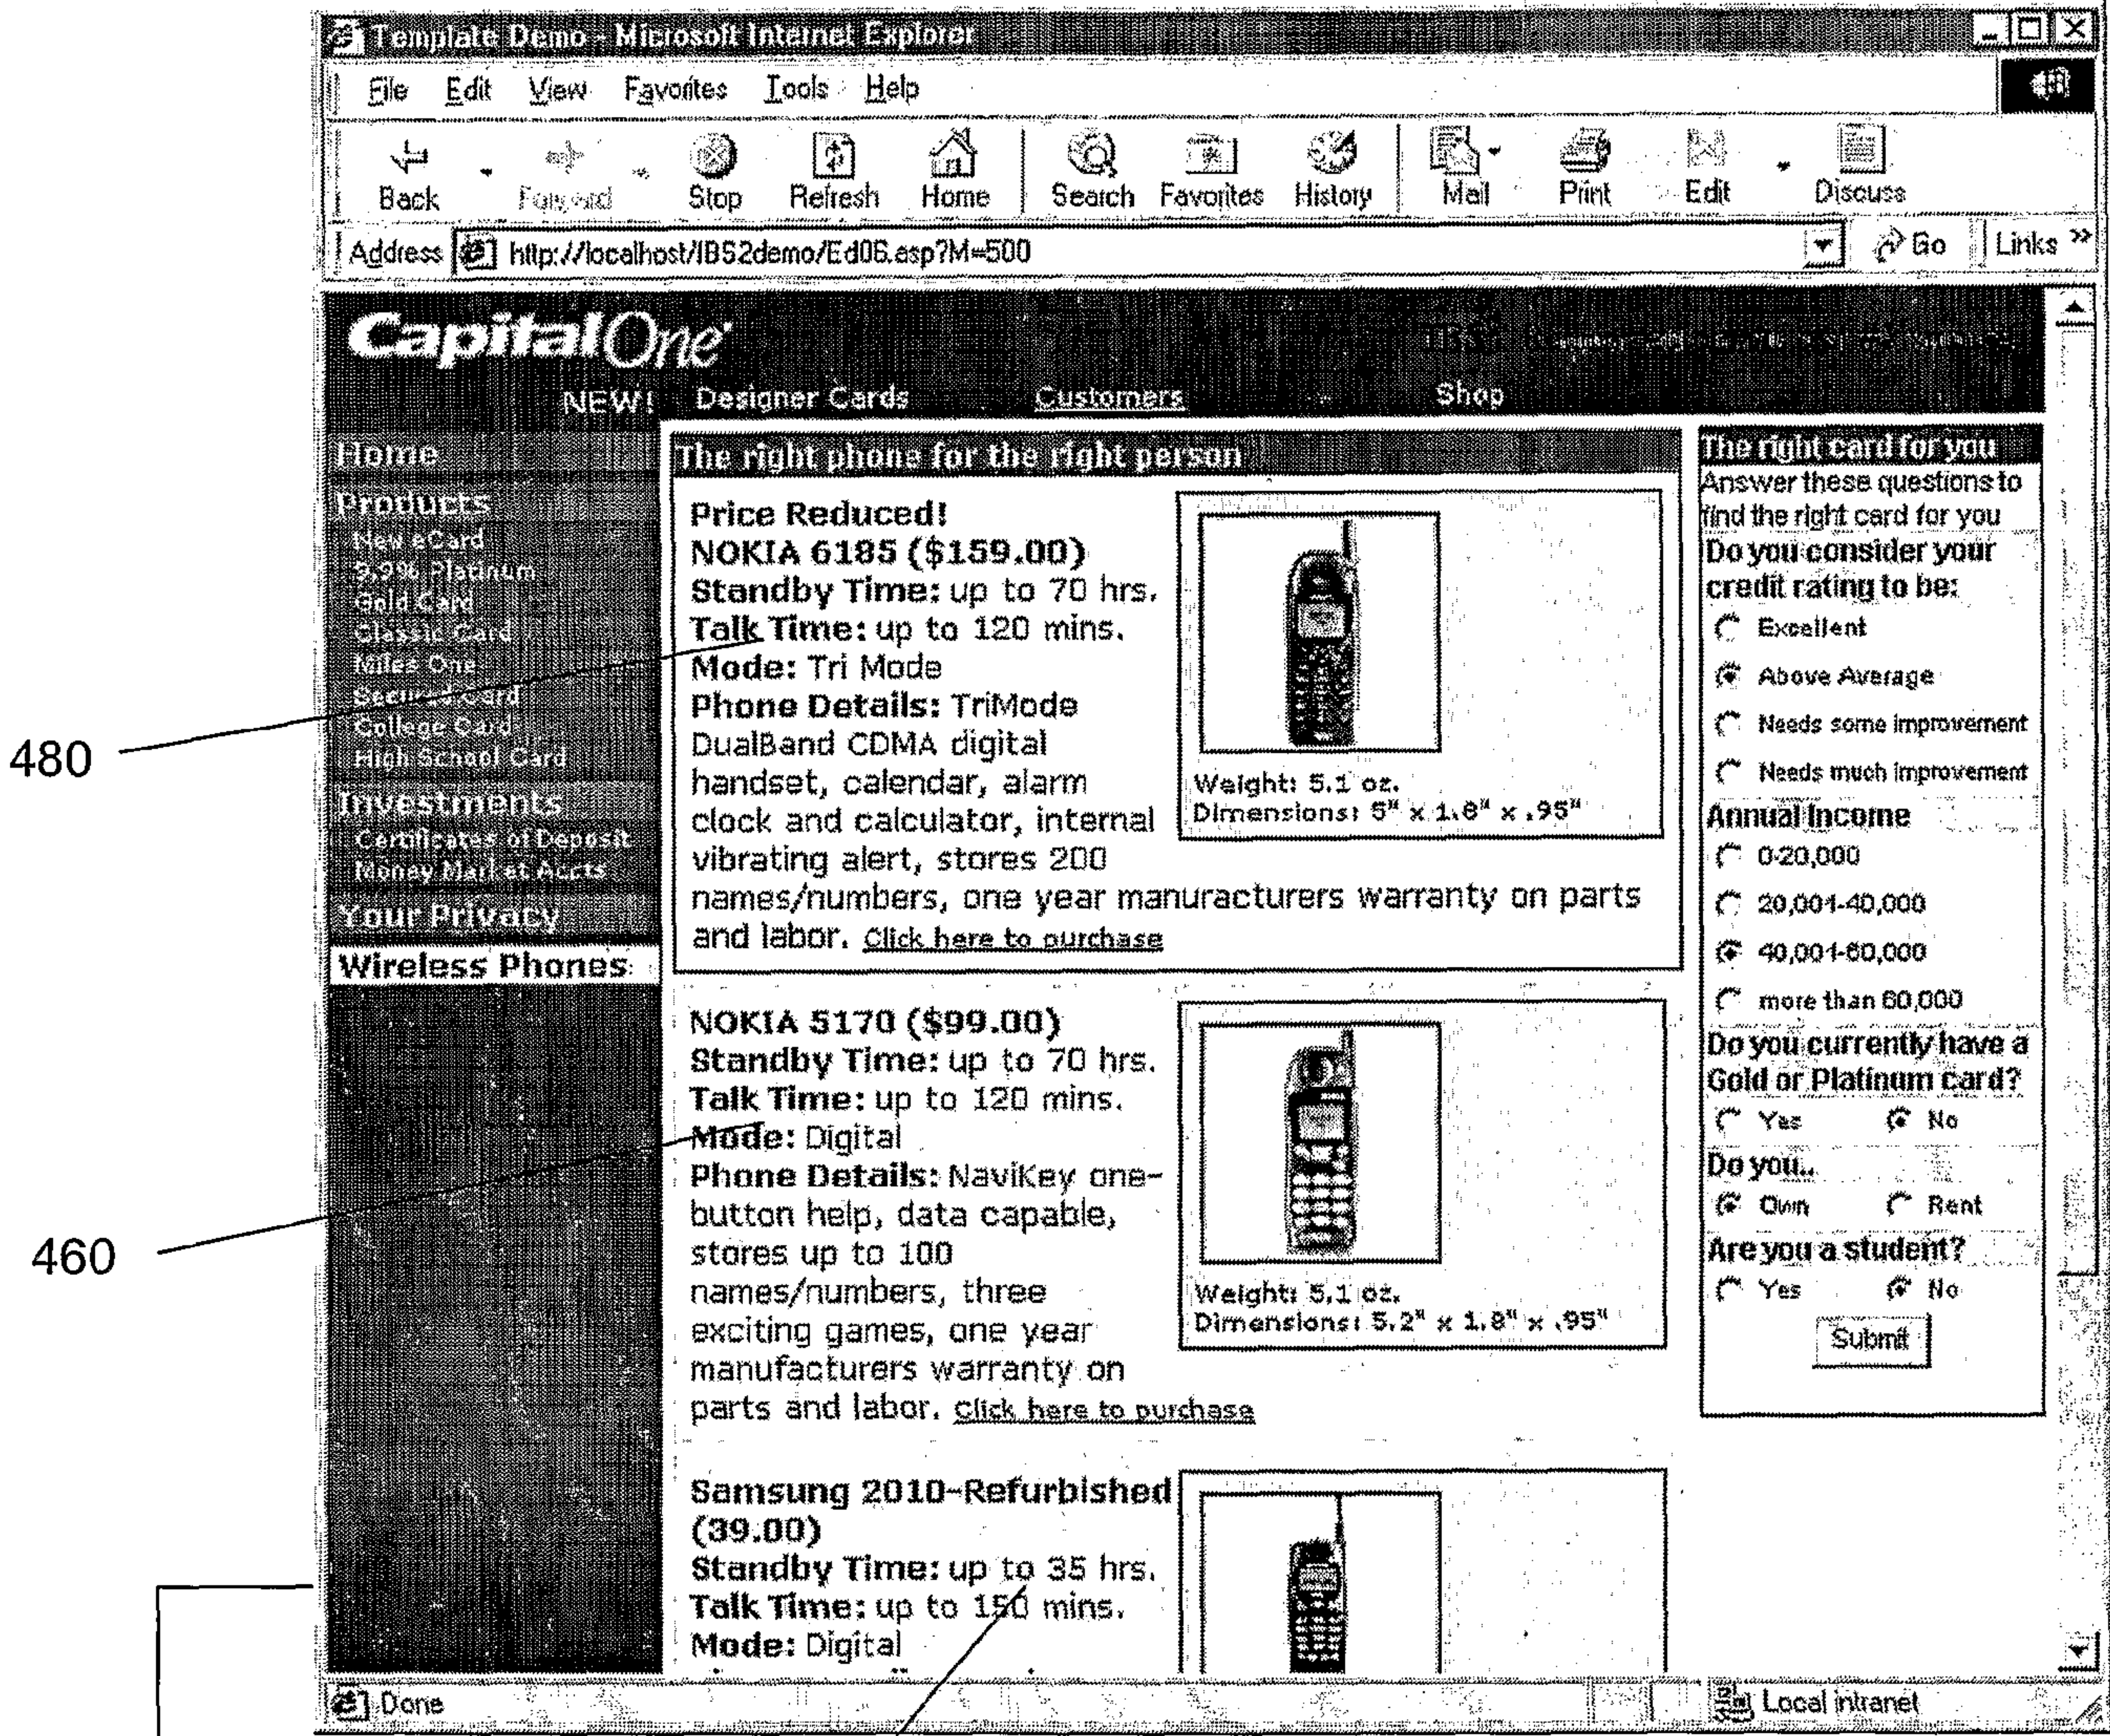 Template Demo - Microsoft Internet Explorer
File Edit View Favorites Tools Help
Back Forward Stop Refresh Home Search Favorites History Mail Print Edit Discuss
Address http://localhost/IBS2demo/Ed06.asp?M=500 Go Links »
CapitalOne
NEW! Designer Cards Customers Shop
Home
Products
New eCard
9.9% Platinum
Gold Card
Classic Card
Miles One
Secured Card
College Card
High School Card
Investments
Certificates of Deposit
Money Market Accts
Your Privacy
Wireless Phones
480
460
The right phone for the right person
Price Reduced!
NOKIA 6185 ($159.00)
Standby Time: up to 70 hrs.
Talk Time: up to 120 mins.
Mode: Tri Mode
Phone Details: TriMode
DualBand CDMA digital
handset, calendar, alarm
clock and calculator, internal
vibrating alert, stores 200
names/numbers, one year manuracturers warranty on parts
and labor. Click here to purchase
Weight: 5.1 oz.
Dimensions: 5" x 1.8" x .95"
NOKIA 5170 ($99.00)
Standby Time: up to 70 hrs.
Talk Time: up to 120 mins.
Mode: Digital
Phone Details: NaviKey one-
button help, data capable,
stores up to 100
names/numbers, three
exciting games, one year
manufacturers warranty on
parts and labor. Click here to purchase
Weight: 5.1 oz.
Dimensions: 5.2" x 1.8" x .95"
Samsung 2010-Refurbished
(39.00)
Standby Time: up to 35 hrs.
Talk Time: up to 150 mins.
Mode: Digital
The right card for you
Answer these questions to
find the right card for you
Do you consider your
credit rating to be:
Excellent
Above Average
Needs some improvement
Needs much improvement
Annual Income
0-20,000
20,001-40,000
40,001-60,000
more than 60,000
Do you currently have a
Gold or Platinum card?
Yes No
Do you..
Own Rent
Are you a student?
Yes No
Submit
Done Local intranet